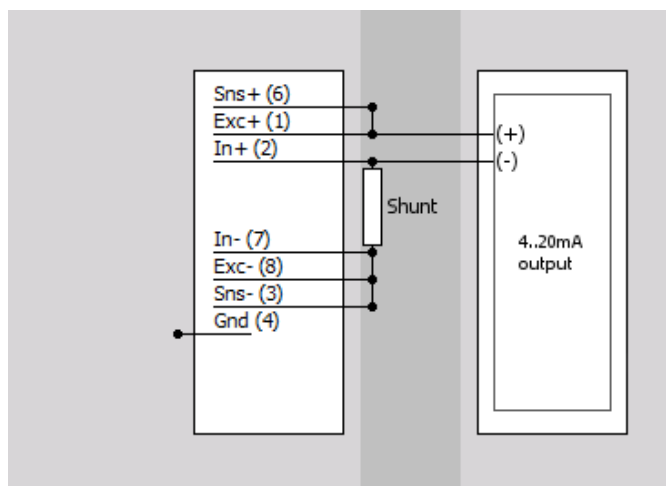 Sns+ (6)
Exc+ (1)
In+ (2)
(+)
(-)
Shunt
In- (7)
Exc- (8)
Sns- (3)
Gnd (4)
4..20mA
output